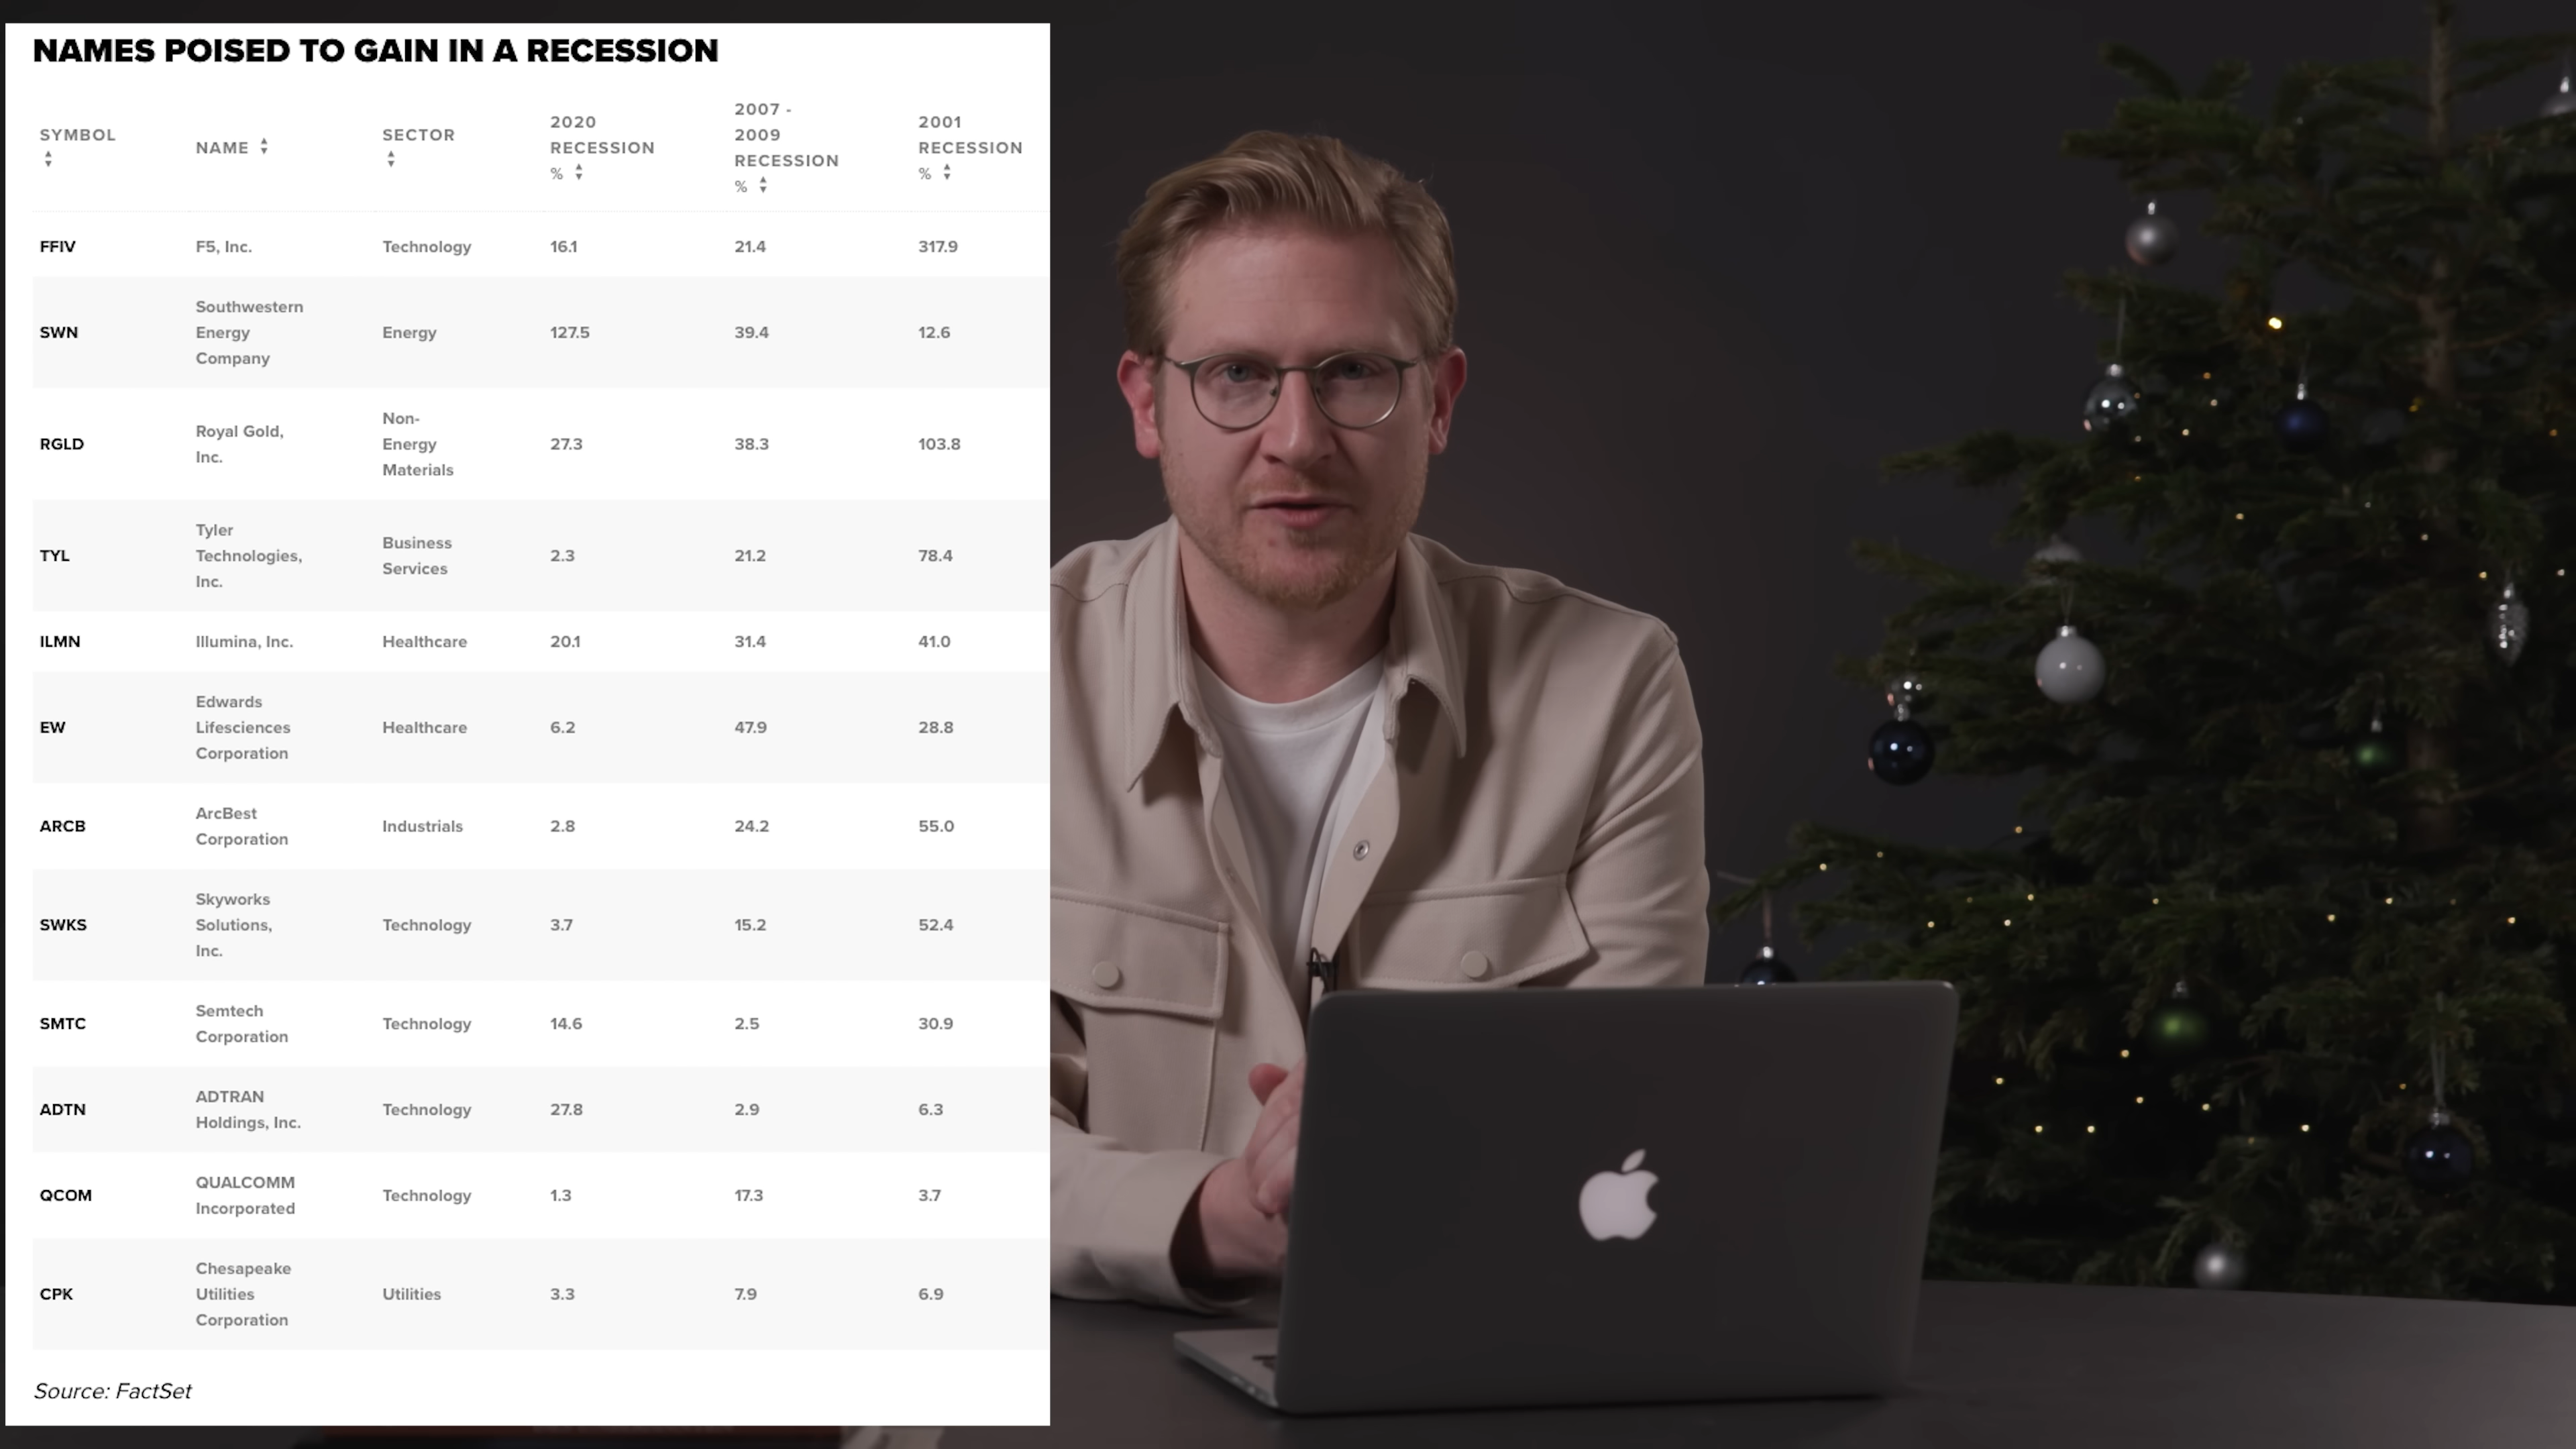 NAMES POISED TO GAIN IN A RECESSION
SYMBOL NAME SECTOR 2020 RECESSION % 2007 - 2009 RECESSION % 2001 RECESSION %
FFIV F5, Inc. Technology 16.1 21.4 317.9
SWN Southwestern Energy Company Energy 127.5 39.4 12.6
RGLD Royal Gold, Inc. Non-Energy Materials 27.3 38.3 103.8
TYL Tyler Technologies, Inc. Business Services 2.3 21.2 78.4
ILMN Illumina, Inc. Healthcare 20.1 31.4 41.0
EW Edwards Lifesciences Corporation Healthcare 6.2 47.9 28.8
ARCB ArcBest Corporation Industrials 2.8 24.2 55.0
SWKS Skyworks Solutions, Inc. Technology 3.7 15.2 52.4
SMTC Semtech Corporation Technology 14.6 2.5 30.9
ADTN ADTRAN Holdings, Inc. Technology 27.8 2.9 6.3
QCOM QUALCOMM Incorporated Technology 1.3 17.3 3.7
CPK Chesapeake Utilities Corporation Utilities 3.3 7.9 6.9
Source: FactSet